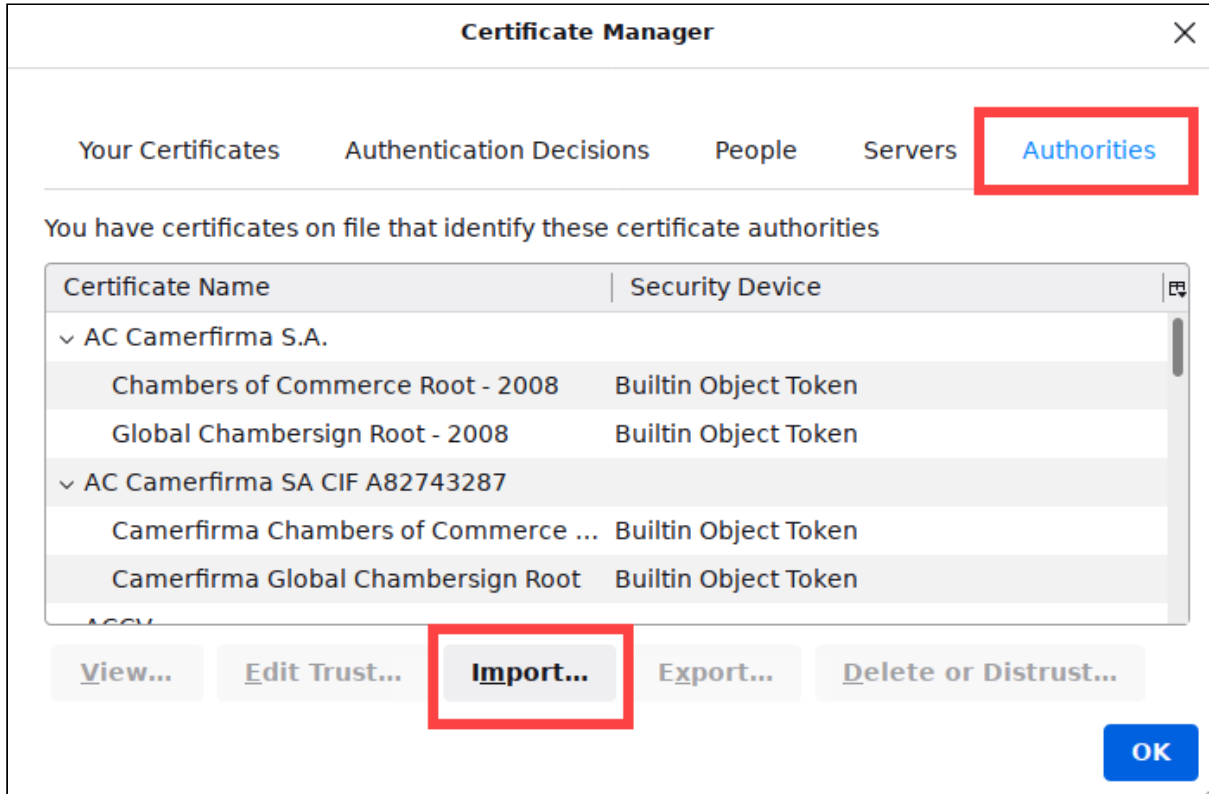 Certificate Manager
Your Certificates Authentication Decisions People Servers Authorities
You have certificates on file that identify these certificate authorities
Certificate Name Security Device
AC Camerfirma S.A.
Chambers of Commerce Root - 2008 Builtin Object Token
Global Chambersign Root - 2008 Builtin Object Token
AC Camerfirma SA CIF A82743287
Camerfirma Chambers of Commerce ... Builtin Object Token
Camerfirma Global Chambersign Root Builtin Object Token
View... Edit Trust... Import... Export... Delete or Distrust...
OK